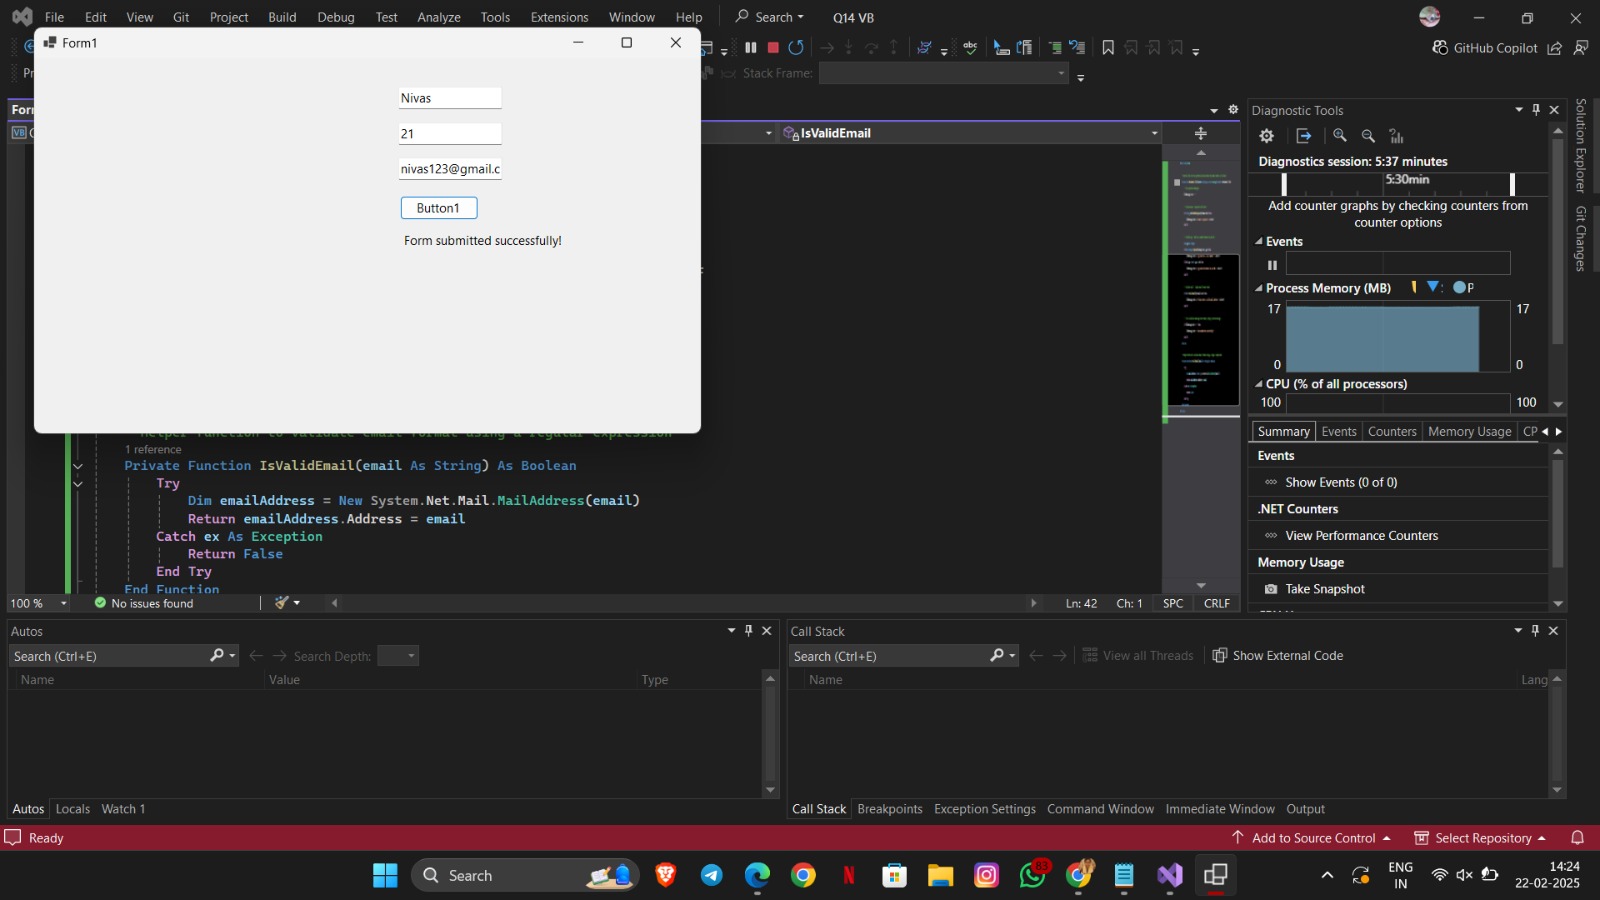 File Edit View Git Project Build Debug Test Analyze Tools Extensions Window Help Search Q14 VB
Form1
GitHub Copilot
Stack Frame:
Nivas
21
nivas123@gmail.c
Button1
Form submitted successfully!
IsValidEmail
1 reference
Private Function IsValidEmail(email As String) As Boolean
Try
Dim emailAddress = New System.Net.Mail.MailAddress(email)
Return emailAddress.Address = email
Catch ex As Exception
Return False
End Try
End Function
100 % No issues found Ln: 42 Ch: 1 SPC CRLF
Diagnostic Tools
Diagnostics session: 5:37 minutes
5:30min
Add counter graphs by checking counters from
counter options
Events
Process Memory (MB) P
17 17
0 0
CPU (% of all processors)
100 100
Summary Events Counters Memory Usage CP
Events
Show Events (0 of 0)
.NET Counters
View Performance Counters
Memory Usage
Take Snapshot
Solution Explorer
Git Changes
Autos
Search (Ctrl+E) Search Depth:
Name Value Type
Autos Locals Watch 1
Call Stack
Search (Ctrl+E) View all Threads Show External Code
Name Lang
Call Stack Breakpoints Exception Settings Command Window Immediate Window Output
Ready Add to Source Control Select Repository
Search
83
ENG
IN
14:24
22-02-2025